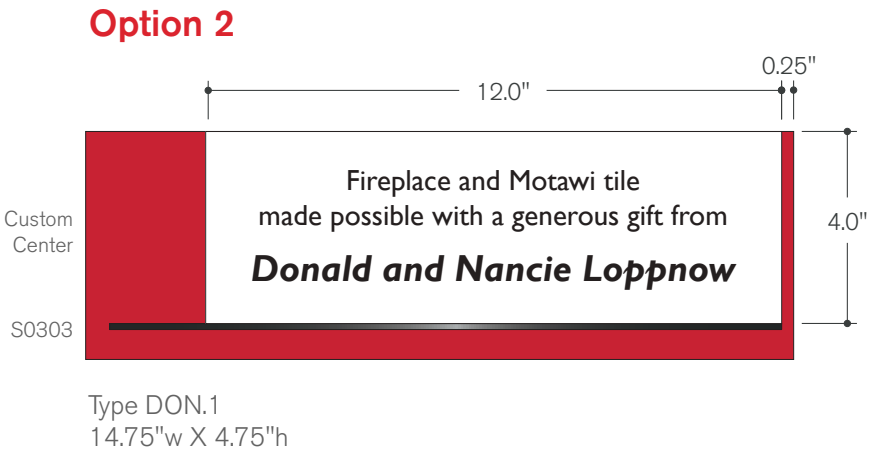 Option 2
0.25"
12.0"
Fireplace and Motawi tile
made possible with a generous gift from
Donald and Nancie Loppnow
Custom
Center
4.0"
S0303
Type DON.1
14.75"w X 4.75"h